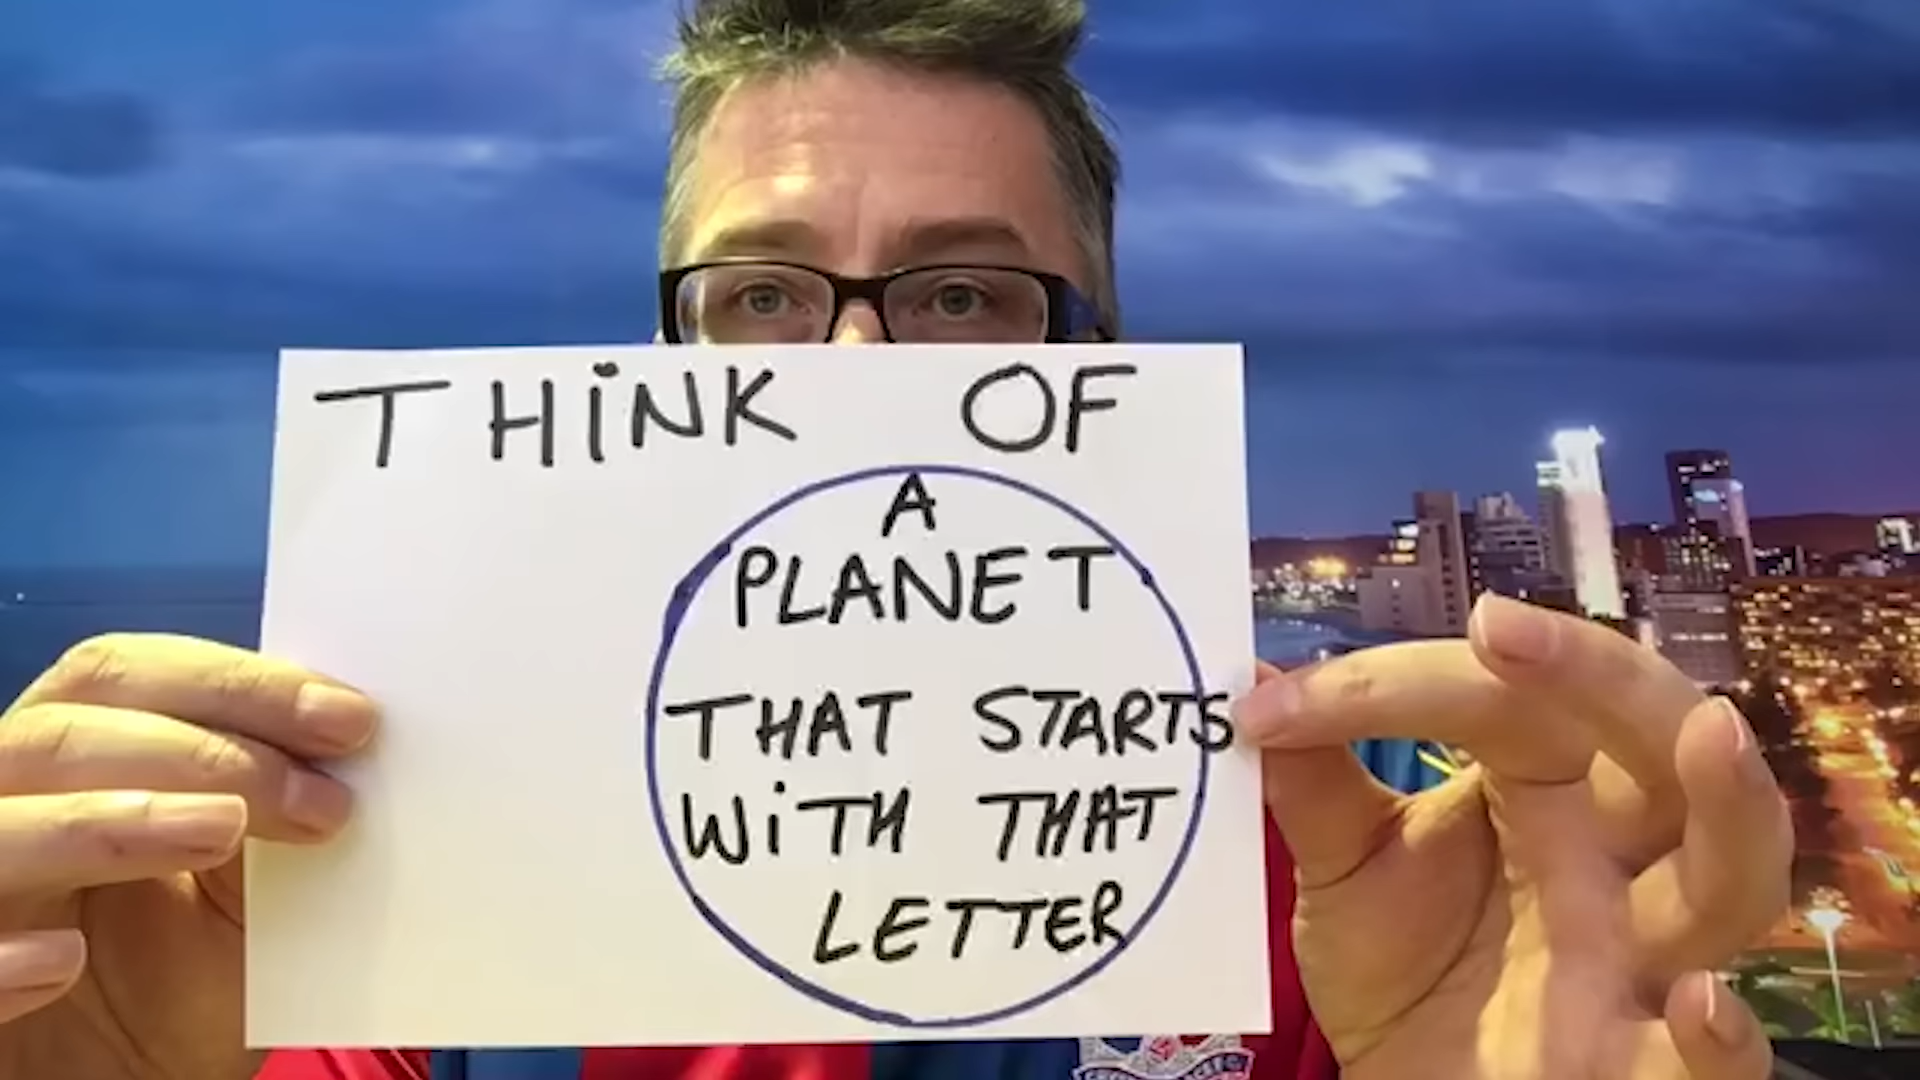 THiNK OF
A
PLANET
THAT STARTS
WiTH THAT
LETTER